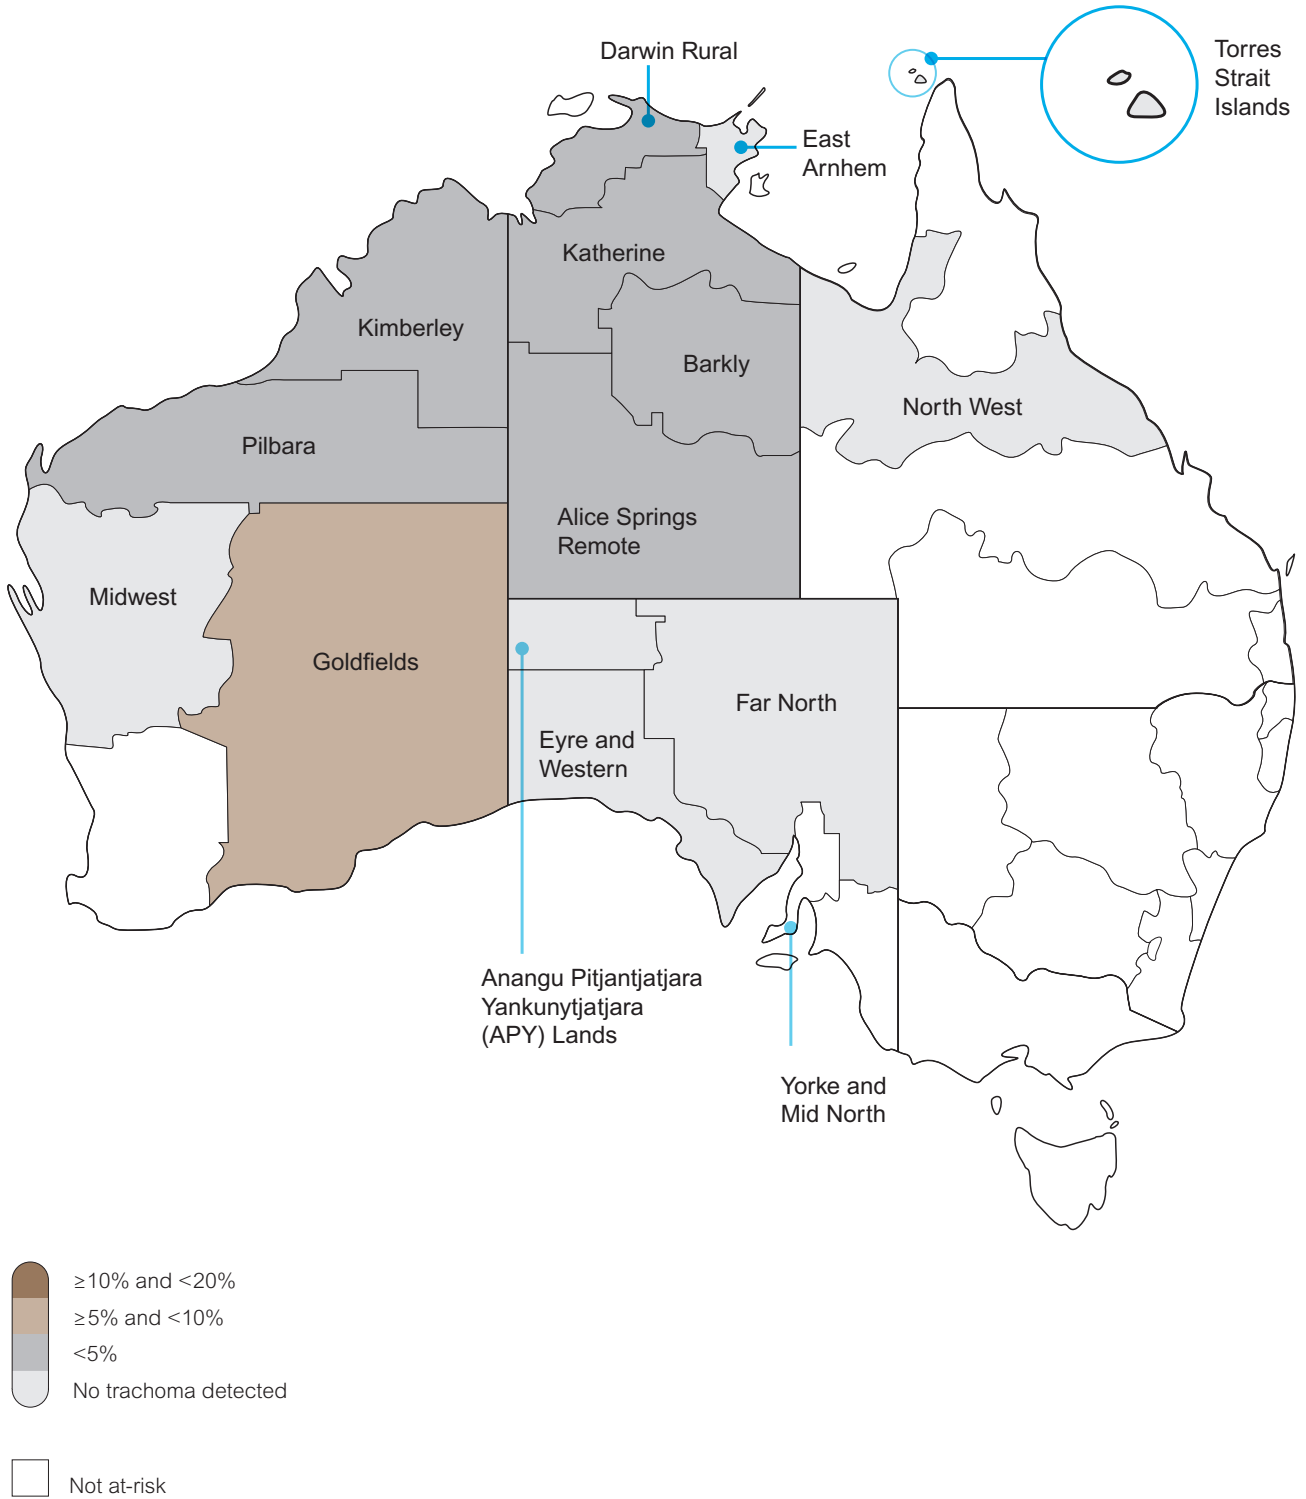 Darwin Rural
Torres
Strait
Islands
East
Arnhem
Katherine
Kimberley
Barkly
North West
Pilbara
Alice Springs
Remote
Midwest
Goldfields
Far North
Eyre and
Western
Anangu Pitjantjatjara
Yankunytjatjara
(APY) Lands
Yorke and
Mid North
≥10% and <20%
≥5% and <10%
<5%
No trachoma detected
Not at-risk